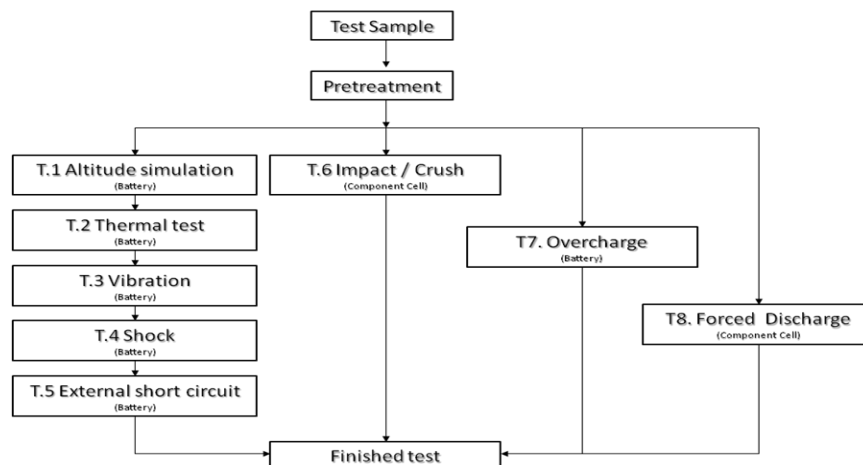 Test Sample
Pretreatment
T.1 Altitude simulation
(Battery)
T.2 Thermal test
(Battery)
T.3 Vibration
(Battery)
T.4 Shock
(Battery)
T.5 External short circuit
(Battery)
T.6 Impact / Crush
(Component Cell)
T7. Overcharge
(Battery)
T8. Forced  Discharge
(Component Cell)
Finished test